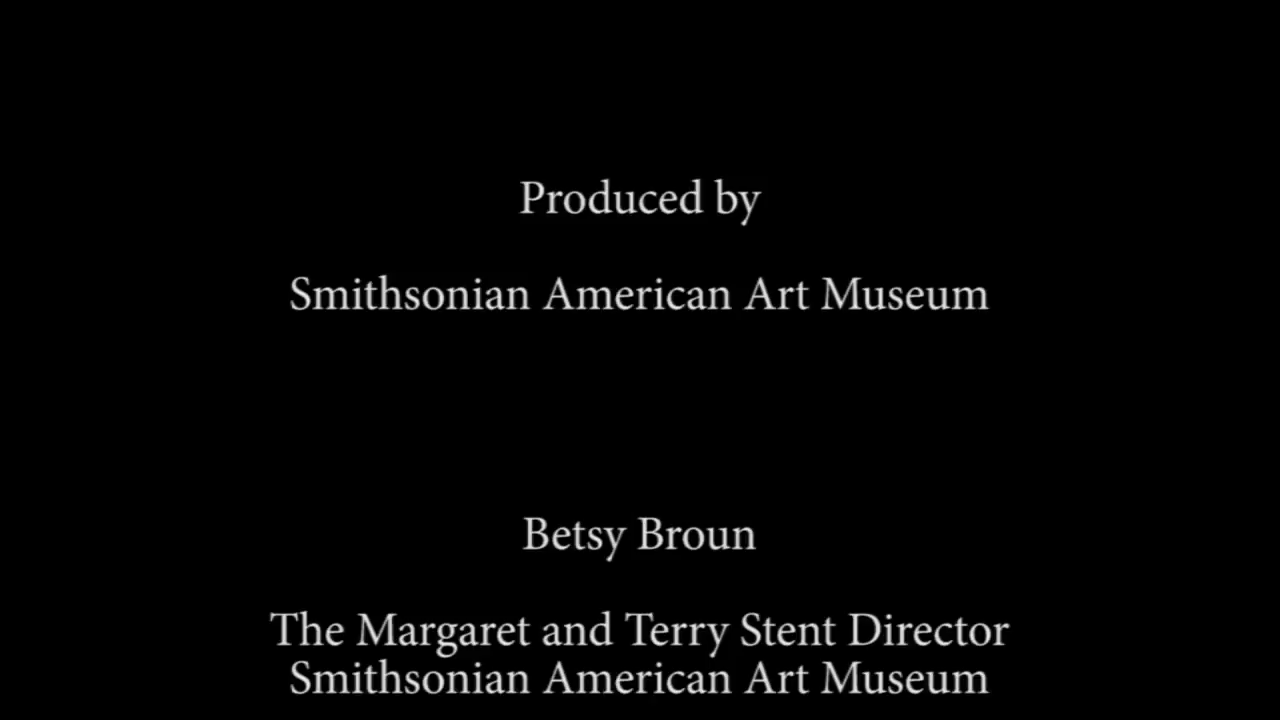 Produced by
Smithsonian American Art Museum
Betsy Broun
The Margaret and Terry Stent Director
Smithsonian American Art Museum